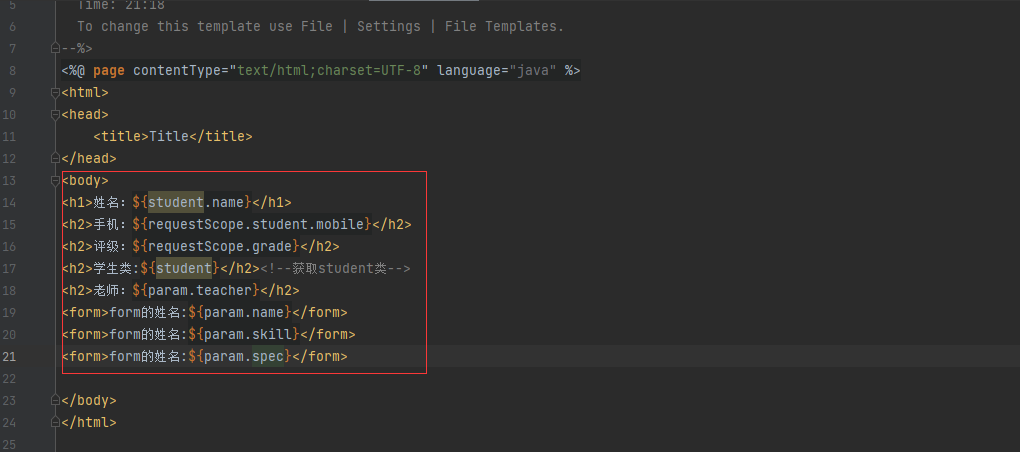 5 Time: 21:18
6 To change this template use File | Settings | File Templates.
7 --%>
8 <%@ page contentType="text/html;charset=UTF-8" language="java" %>
9 <html>
10 <head>
11 <title>Title</title>
12 </head>
13 <body>
14 <h1>姓名: ${student.name}</h1>
15 <h2>手机: ${requestScope.student.mobile}</h2>
16 <h2>评级: ${requestScope.grade}</h2>
17 <h2>学生类:${student}</h2><!--获取student类-->
18 <h2>老师: ${param.teacher}</h2>
19 <form>form的姓名:${param.name}</form>
20 <form>form的姓名:${param.skill}</form>
21 <form>form的姓名:${param.spec}</form>
22
23 </body>
24 </html>
25